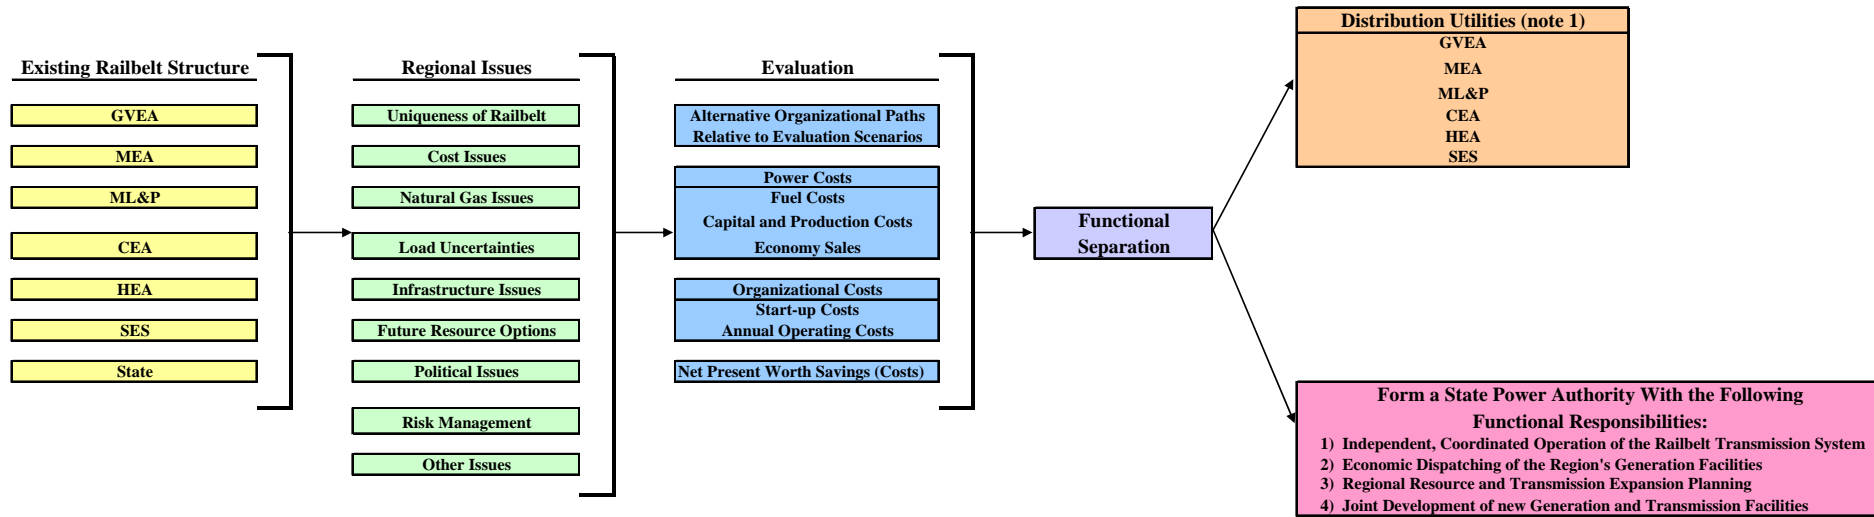 Existing Railbelt Structure
GVEA
MEA
ML&P
CEA
HEA
SES
State
Regional Issues
Uniqueness of Railbelt
Cost Issues
Natural Gas Issues
Load Uncertainties
Infrastructure Issues
Future Resource Options
Political Issues
Risk Management
Other Issues
Evaluation
Alternative Organizational Paths
Relative to Evaluation Scenarios
Power Costs
Fuel Costs
Capital and Production Costs
Economy Sales
Organizational Costs
Start-up Costs
Annual Operating Costs
Net Present Worth Savings (Costs)
Functional
Separation
Distribution Utilities (note 1)
GVEA
MEA
ML&P
CEA
HEA
SES
Form a State Power Authority With the Following
Functional Responsibilities:
1) Independent, Coordinated Operation of the Railbelt Transmission System
2) Economic Dispatching of the Region's Generation Facilities
3) Regional Resource and Transmission Expansion Planning
4) Joint Development of new Generation and Transmission Facilities